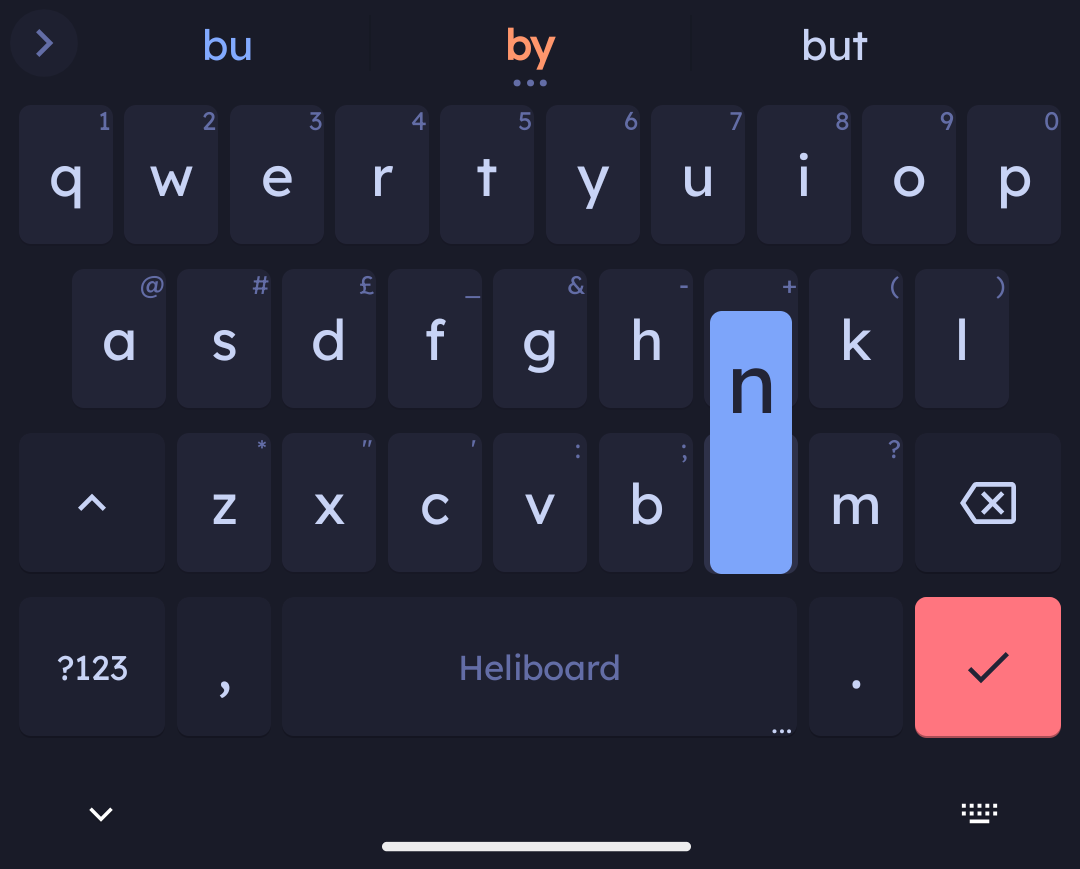 bu by but
1 2 3 4 5 6 7 8 9 0
q w e r t y u i o p
@ # £ _ & - + ( )
a s d f g h n k l
* " ' : ; ?
z x c v b m
?123 , Heliboard . 
...